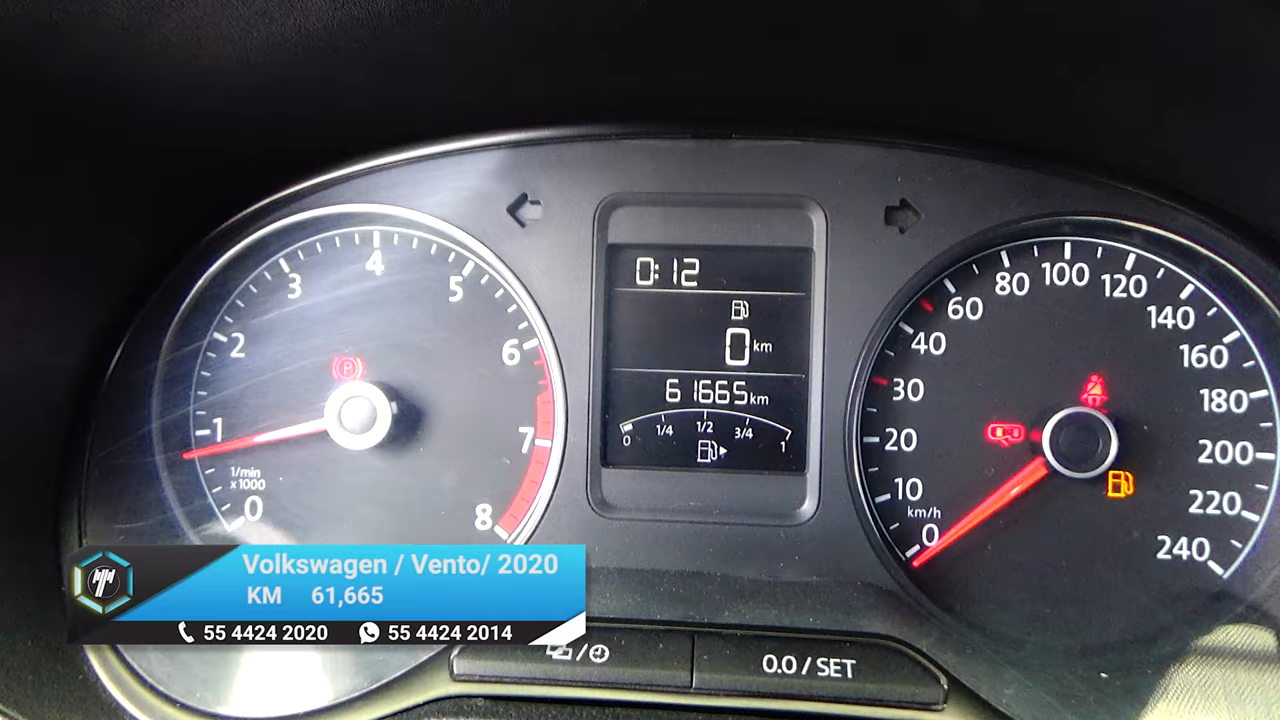 0 1 2 3 4 5 6 7 8
1/min
x1000
P
0:12
0 km
61665 km
0 1/4 1/2 3/4 1
0 10 20 30 40 60 80 100 120 140 160 180 200 220 240
km/h
Volkswagen / Vento/ 2020
KM 61,665
55 4424 2020 55 4424 2014
/
0.0 / SET